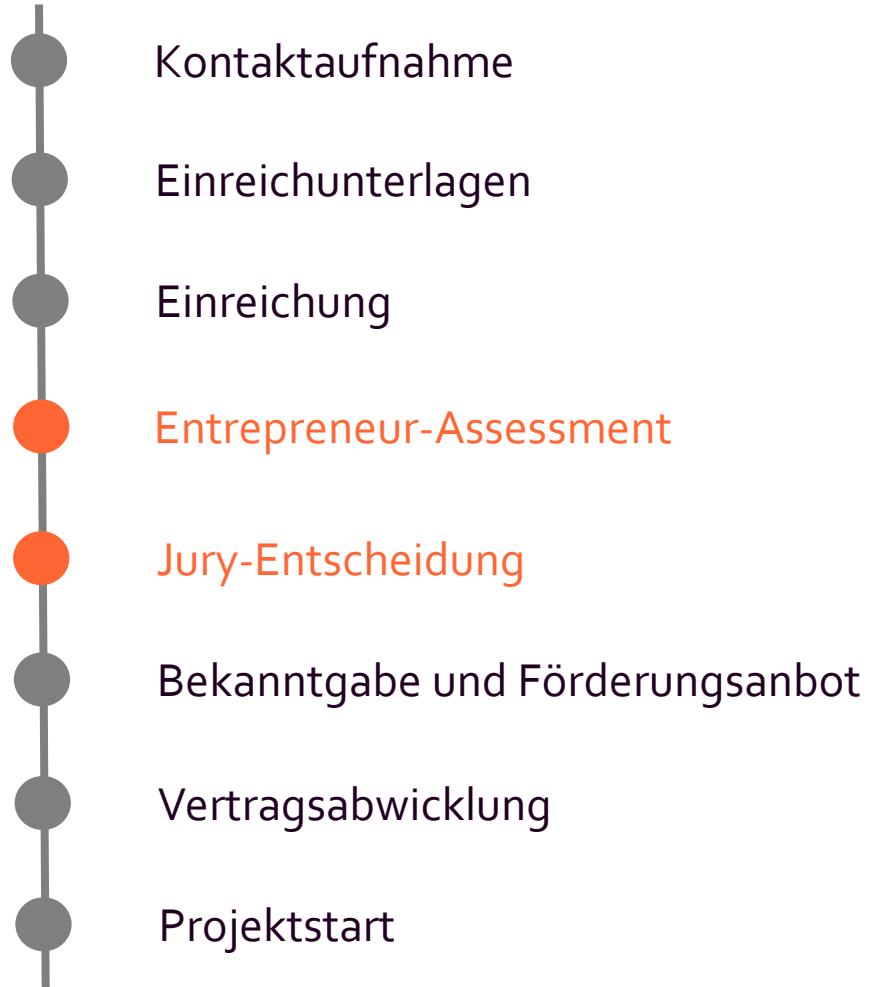 Kontaktaufnahme
Einreichunterlagen
Einreichung
Entrepreneur-Assessment
Jury-Entscheidung
Bekanntgabe und Förderungsanbot
Vertragsabwicklung
Projektstart